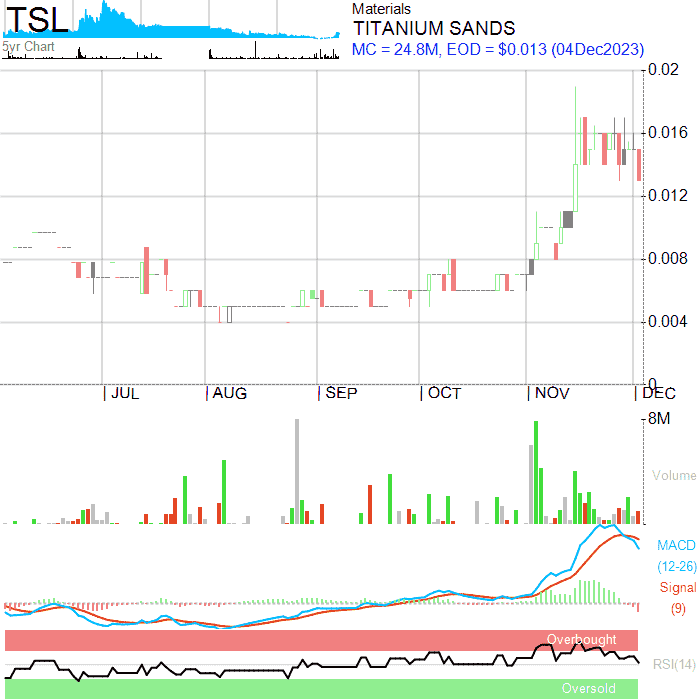 TSL
5yr Chart
Materials
TITANIUM SANDS
MC = 24.8M, EOD = $0.013 (04Dec2023)
0.02
0.016
0.012
0.008
0.004
0
JUL AUG SEP OCT NOV DEC
8M
Volume
MACD
(12-26)
Signal
(9)
Overbought
RSI(14)
Oversold